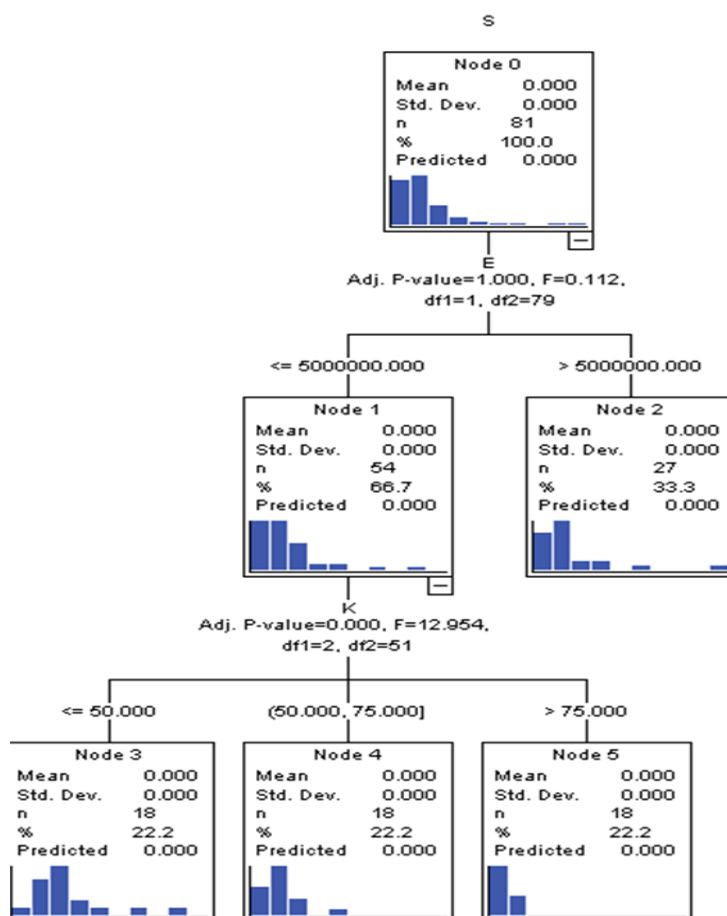 S
Node 0
Mean 0.000
Std. Dev. 0.000
n 81
% 100.0
Predicted 0.000
E
Adj. P-value=1.000, F=0.112,
df1=1, df2=79
<= 5000000.000
> 5000000.000
Node 1
Mean 0.000
Std. Dev. 0.000
n 54
% 66.7
Predicted 0.000
Node 2
Mean 0.000
Std. Dev. 0.000
n 27
% 33.3
Predicted 0.000
K
Adj. P-value=0.000, F=12.954,
df1=2, df2=51
<= 50.000
(50.000, 75.000]
> 75.000
Node 3
Mean 0.000
Std. Dev. 0.000
n 18
% 22.2
Predicted 0.000
Node 4
Mean 0.000
Std. Dev. 0.000
n 18
% 22.2
Predicted 0.000
Node 5
Mean 0.000
Std. Dev. 0.000
n 18
% 22.2
Predicted 0.000